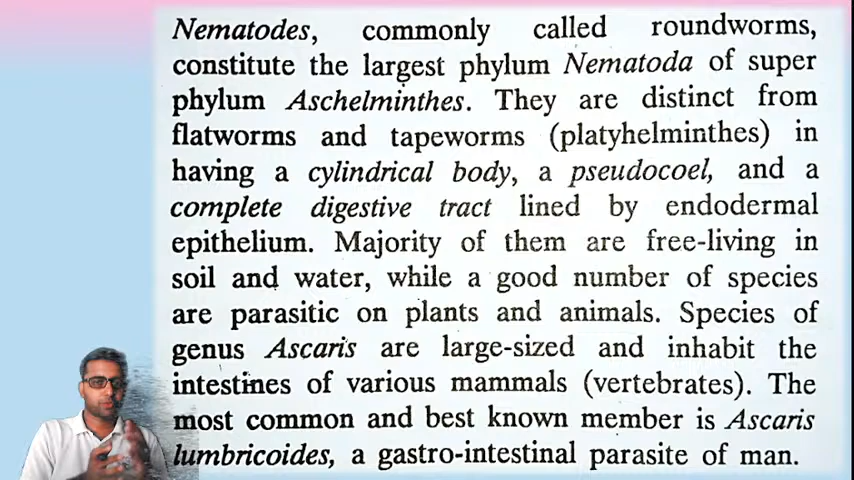 Nematodes, commonly called roundworms,
constitute the largest phylum Nematoda of super
phylum Aschelminthes. They are distinct from
flatworms and tapeworms (platyhelminthes) in
having a cylindrical body, a pseudocoel, and a
complete digestive tract lined by endodermal
epithelium. Majority of them are free-living in
soil and water, while a good number of species
are parasitic on plants and animals. Species of
genus Ascaris are large-sized and inhabit the
intestines of various mammals (vertebrates). The
most common and best known member is Ascaris
lumbricoides, a gastro-intestinal parasite of man.